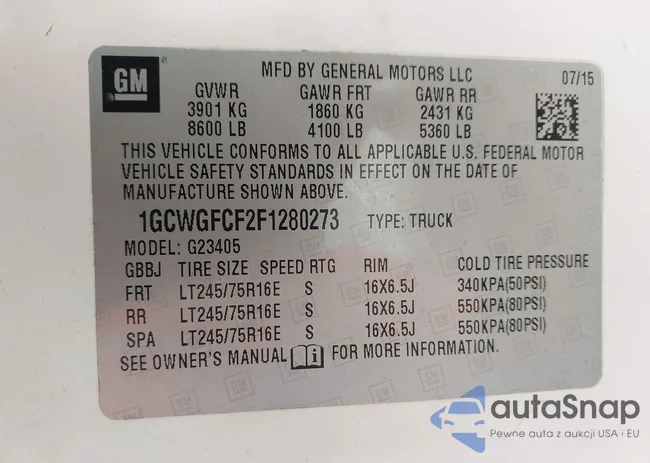 GM
MFD BY GENERAL MOTORS LLC 07/15
GVWR GAWR FRT GAWR RR
3901 KG 1860 KG 2431 KG
8600 LB 4100 LB 5360 LB
THIS VEHICLE CONFORMS TO ALL APPLICABLE U.S. FEDERAL MOTOR
VEHICLE SAFETY STANDARDS IN EFFECT ON THE DATE OF
MANUFACTURE SHOWN ABOVE.
1GCWGFCF2F1280273 TYPE: TRUCK
MODEL: G23405
GBBJ TIRE SIZE SPEED RTG RIM COLD TIRE PRESSURE
FRT LT245/75R16E S 16X6.5J 340KPA(50PSI)
RR LT245/75R16E S 16X6.5J 550KPA(80PSI)
SPA LT245/75R16E S 16X6.5J 550KPA(80PSI)
SEE OWNER'S MANUAL i FOR MORE INFORMATION.
autaSnap
Pewne auta z aukcji USA i EU